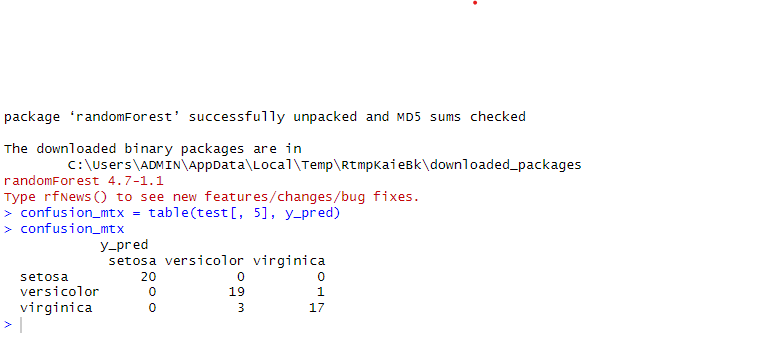 package ‘randomForest’ successfully unpacked and MD5 sums checked
The downloaded binary packages are in
        C:\Users\ADMIN\AppData\Local\Temp\RtmpKaieBk\downloaded_packages
randomForest 4.7-1.1
Type rfNews() to see new features/changes/bug fixes.
> confusion_mtx = table(test[, 5], y_pred)
> confusion_mtx
            y_pred
             setosa versicolor virginica
  setosa         20          0         0
  versicolor      0         19         1
  virginica       0          3        17
>